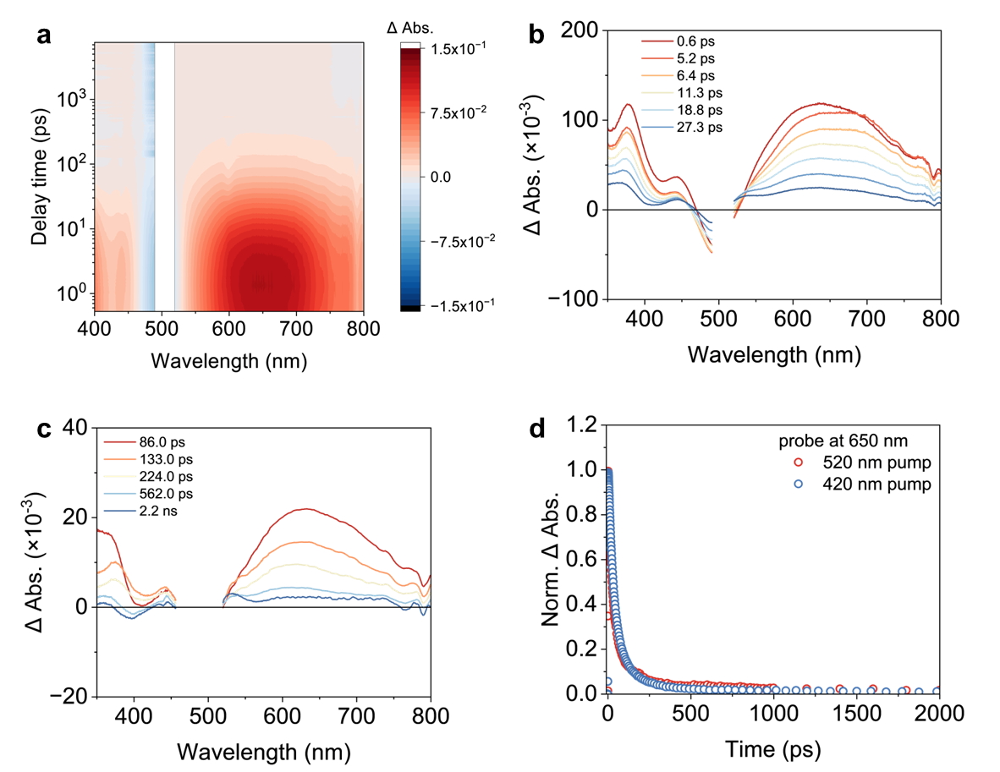 a
Δ Abs.
1.5x10⁻¹
7.5x10⁻²
0.0
−7.5x10⁻²
−1.5x10⁻¹
Delay time (ps)
10³
10²
10¹
10⁰
400 500 600 700 800
Wavelength (nm)
b
Δ Abs. (×10⁻³)
200
100
0
−100
0.6 ps
5.2 ps
6.4 ps
11.3 ps
18.8 ps
27.3 ps
400 500 600 700 800
Wavelength (nm)
c
Δ Abs. (×10⁻³)
40
20
0
−20
86.0 ps
133.0 ps
224.0 ps
562.0 ps
2.2 ns
400 500 600 700 800
Wavelength (nm)
d
Norm. Δ Abs.
1.2
1.0
0.8
0.6
0.4
0.2
0.0
probe at 650 nm
520 nm pump
420 nm pump
0 500 1000 1500 2000
Time (ps)